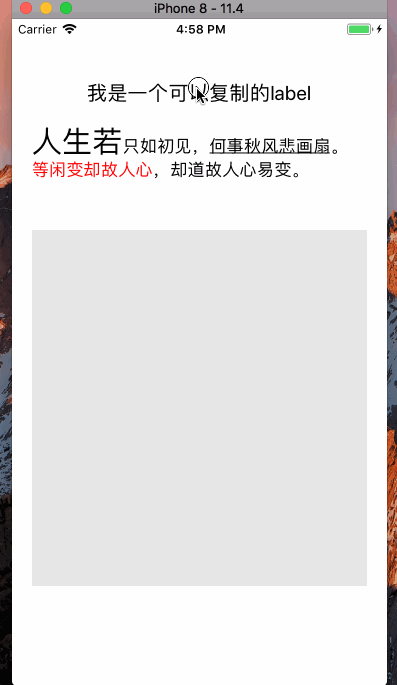 iPhone 8 - 11.4
Carrier 4:58 PM
我是一个可以复制的label
人生若只如初见，何事秋风悲画扇。
等闲变却故人心，却道故人心易变。